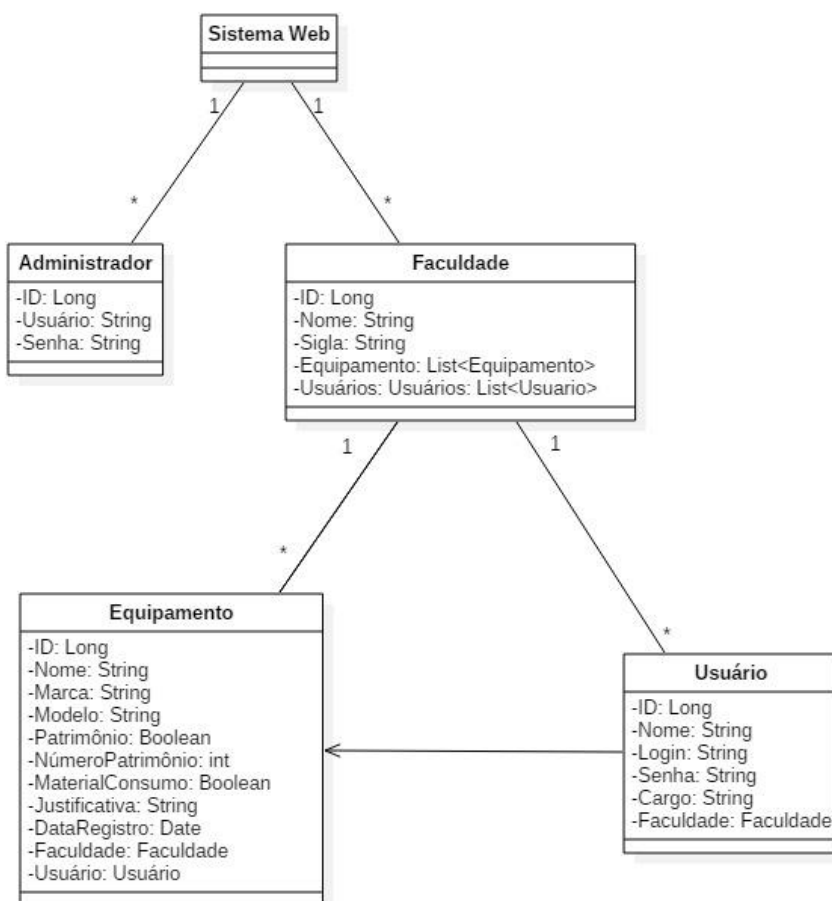 Sistema Web
1
1
*
*
Administrador
-ID: Long
-Usuário: String
-Senha: String
Faculdade
-ID: Long
-Nome: String
-Sigla: String
-Equipamento: List<Equipamento>
-Usuários: Usuários: List<Usuario>
1
1
*
*
Equipamento
-ID: Long
-Nome: String
-Marca: String
-Modelo: String
-Patrimônio: Boolean
-NúmeroPatrimônio: int
-MaterialConsumo: Boolean
-Justificativa: String
-DataRegistro: Date
-Faculdade: Faculdade
-Usuário: Usuário
Usuário
-ID: Long
-Nome: String
-Login: String
-Senha: String
-Cargo: String
-Faculdade: Faculdade